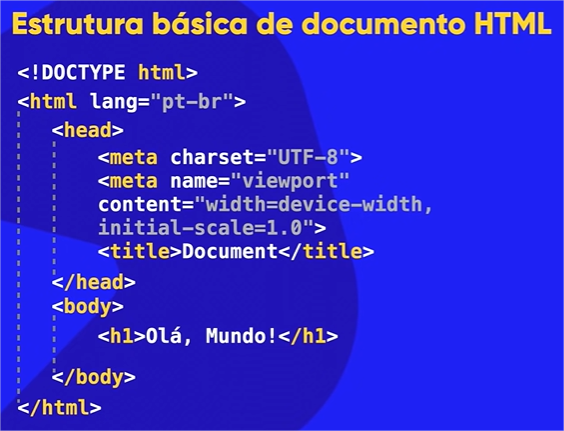 Estrutura básica de documento HTML
<!DOCTYPE html>
<html lang="pt-br">
<head>
<meta charset="UTF-8">
<meta name="viewport"
content="width=device-width,
initial-scale=1.0">
<title>Document</title>
</head>
<body>
<h1>Olá, Mundo!</h1>
</body>
</html>